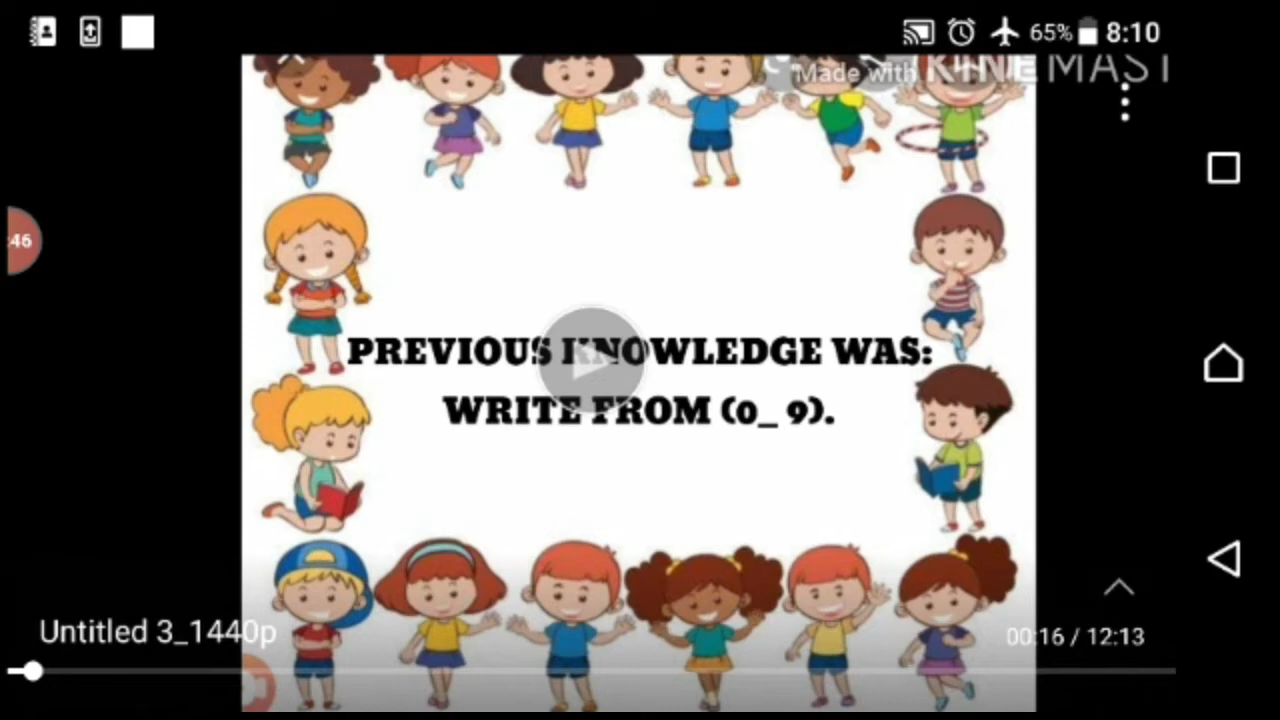 65% 8:10
Made with KINEMAST
:46
PREVIOUS KNOWLEDGE WAS:
WRITE FROM (0_ 9).
Untitled 3_1440p
00:16 / 12:13